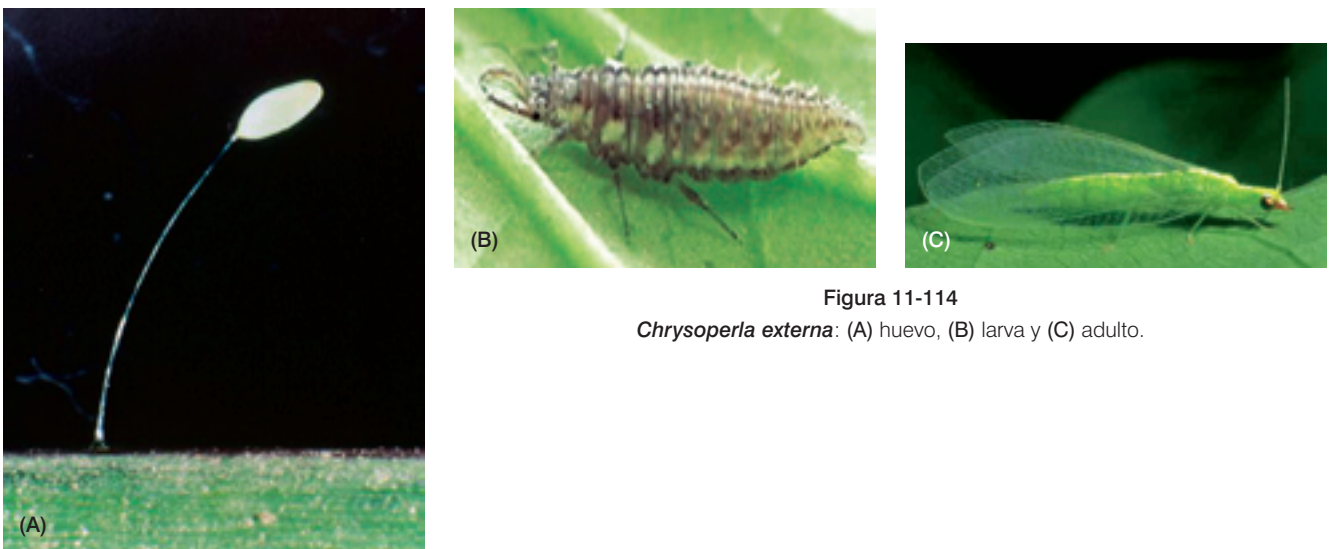 (A)
(B)
(C)
Figura 11-114
Chrysoperla externa: (A) huevo, (B) larva y (C) adulto.